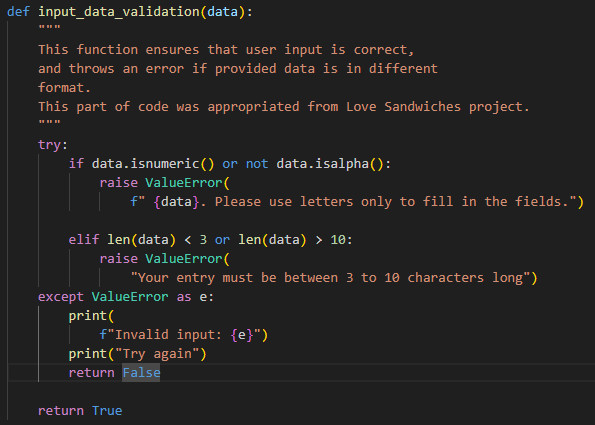 def input_data_validation(data):
    """
    This function ensures that user input is correct,
    and throws an error if provided data is in different
    format.
    This part of code was appropriated from Love Sandwiches project.
    """
    try:
        if data.isnumeric() or not data.isalpha():
            raise ValueError(
                f" {data}. Please use letters only to fill in the fields.")

        elif len(data) < 3 or len(data) > 10:
            raise ValueError(
                "Your entry must be between 3 to 10 characters long")
    except ValueError as e:
        print(
            f"Invalid input: {e}")
        print("Try again")
        return False

    return True